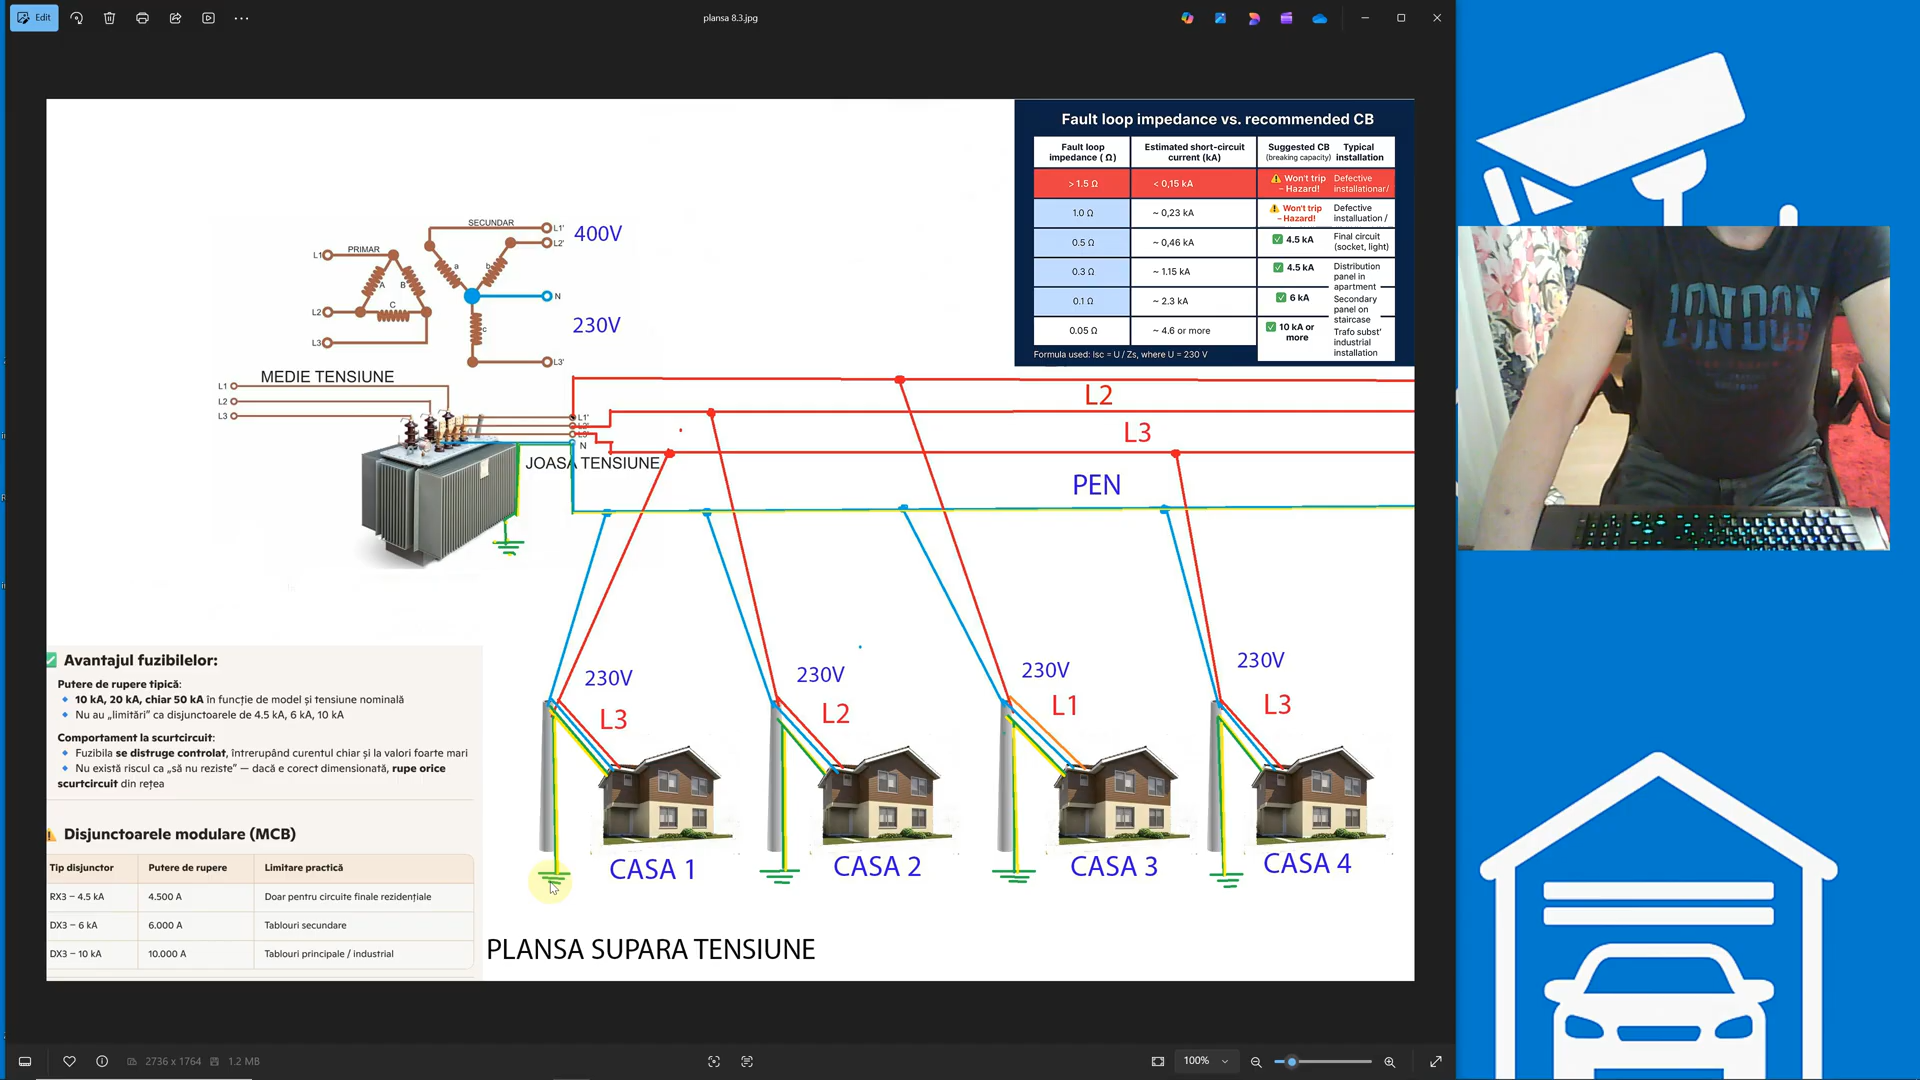 Edit
plansa 8.3.jpg
Fault loop impedance vs. recommended CB
Fault loop impedance ( Ω)
Estimated short-circuit current (kA)
Suggested CB (breaking capacity)
Typical installation
> 1.5 Ω
< 0,15 kA
Won't trip – Hazard!
Defective installationar/
1.0 Ω
~ 0,23 kA
Won't trip – Hazard!
Defective installuation /
0.5 Ω
~ 0,46 kA
4.5 kA
Final circuit (socket, light)
0.3 Ω
~ 1.15 kA
4.5 kA
Distribution panel in apartment
0.1 Ω
~ 2.3 kA
6 kA
Secondary panel on staircase
0.05 Ω
~ 4.6 or more
10 kA or more
Trafo subst' industrial installation
Formula used: Isc = U / Zs, where U = 230 V
SECUNDAR
L1'
400V
L2'
PRIMAR
L1
a
b
A
B
C
c
N
L2
230V
L3
L3'
MEDIE TENSIUNE
L1
L2
L3
L1'
L2'
L3'
N
JOASA TENSIUNE
L2
L3
PEN
LONDON
230V
L3
230V
L2
230V
L1
230V
L3
CASA 1
CASA 2
CASA 3
CASA 4
Avantajul fuzibilelor:
Putere de rupere tipică:
10 kA, 20 kA, chiar 50 kA în funcție de model și tensiune nominală
Nu au „limitări” ca disjunctoarele de 4.5 kA, 6 kA, 10 kA
Comportament la scurtcircuit:
Fuzibila se distruge controlat, întrerupând curentul chiar și la valori foarte mari
Nu există riscul ca „să nu reziste” — dacă e corect dimensionată, rupe orice
scurtcircuit din rețea
Disjunctoarele modulare (MCB)
Tip disjunctor
Putere de rupere
Limitare practică
RX3 – 4.5 kA
4.500 A
Doar pentru circuite finale rezidențiale
DX3 – 6 kA
6.000 A
Tablouri secundare
DX3 – 10 kA
10.000 A
Tablouri principale / industrial
PLANSA SUPARA TENSIUNE
2736 x 1764
1.2 MB
100%